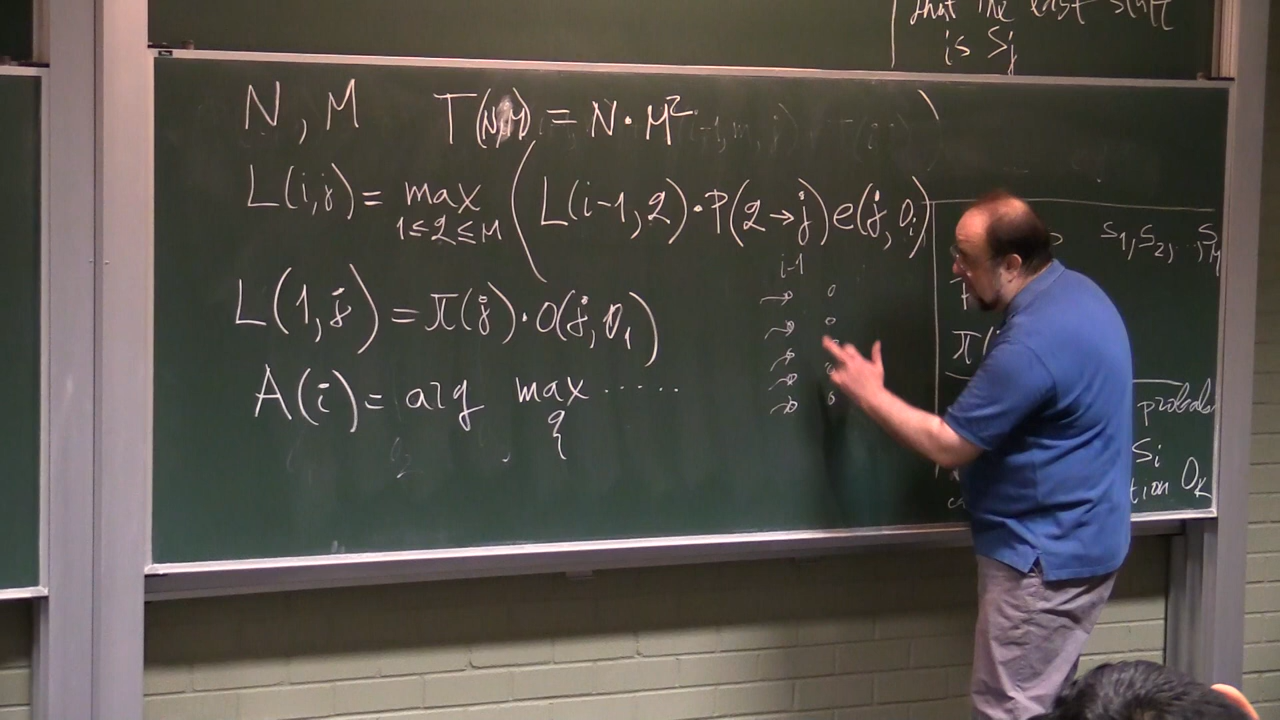 that the last state
is Sj
N, M T(N,M) = N · M²
L(i,j) = max 1≤q≤M ( L(i-1, q) · P(q→j) e(j, Oi)
i-1
S1, S2, ..., SM
L(1, j) = π(j) · O(j, O1)
π(
A(i) = arg max q ......
probab
Si
tion OK